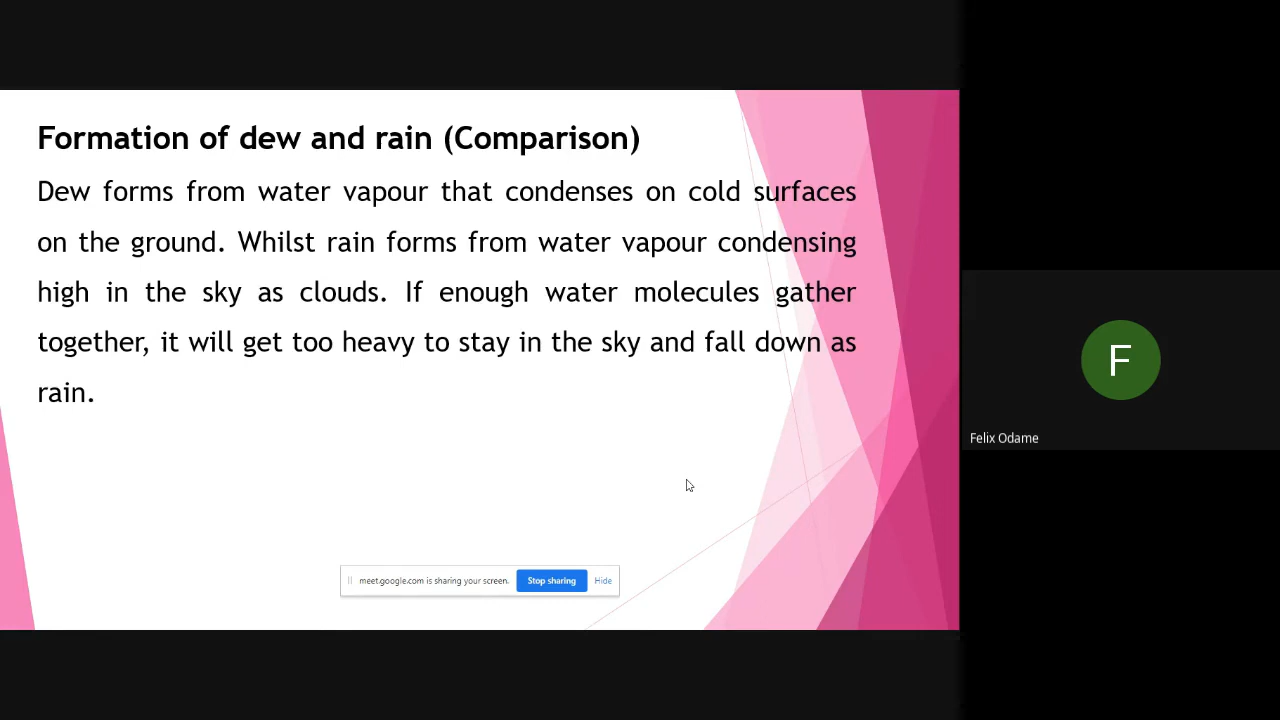 Formation of dew and rain (Comparison)
Dew forms from water vapour that condenses on cold surfaces
on the ground. Whilst rain forms from water vapour condensing
high in the sky as clouds. If enough water molecules gather
together, it will get too heavy to stay in the sky and fall down as
rain.
F
Felix Odame
meet.google.com is sharing your screen.
Stop sharing
Hide